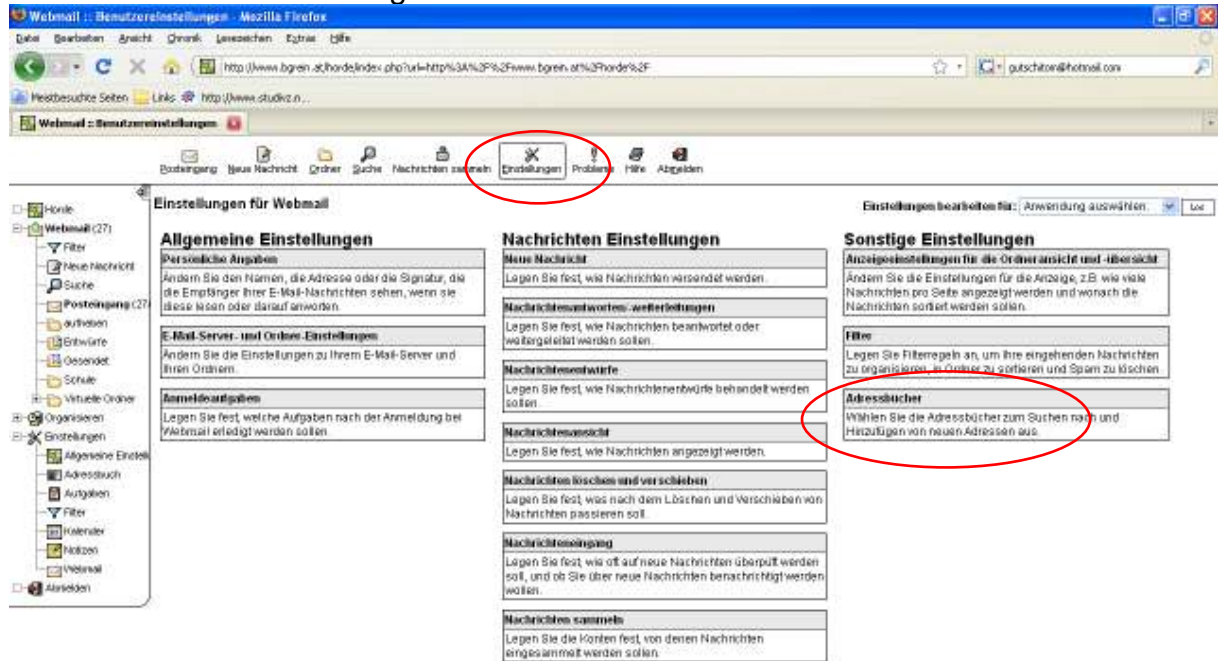 Webmail :: Benutzereinstellungen - Mozilla Firefox
Datei Bearbeiten Ansicht Chronik Lesezeichen Extras Hilfe
http://www.bgrein.at/horde/index.php?url=http%3A%2F%2Fwww.bgrein.at%2Fhorde%2F
gutschitom@hotmail.com
Meistbesuchte Seiten Links http://www.studivz.n...
Webmail :: Benutzereinstellungen
Posteingang Neue Nachricht Ordner Suche Nachrichten sammeln Einstellungen Probleme Hilfe Abmelden
Einstellungen für Webmail
Einstellungen bearbeiten für: Anwendung auswählen. Los
Horde
Webmail (27)
Filter
Neue Nachricht
Suche
Posteingang (27)
aufheben
Entwürfe
Gesendet
Schule
Virtuelle Ordner
Organisieren
Einstellungen
Allgemeine Einstell
Adressbuch
Aufgaben
Filter
Kalender
Notizen
Webmail
Abmelden
Allgemeine Einstellungen
Persönliche Angaben
Ändern Sie den Namen, die Adresse oder die Signatur, die
die Empfänger Ihrer E-Mail-Nachrichten sehen, wenn sie
diese lesen oder darauf anworten.
E-Mail-Server- und Ordner-Einstellungen
Ändern Sie die Einstellungen zu Ihrem E-Mail-Server und
Ihren Ordnern.
Anmeldeaufgaben
Legen Sie fest, welche Aufgaben nach der Anmeldung bei
Webmail erledigt werden sollen.
Nachrichten Einstellungen
Neue Nachricht
Legen Sie fest, wie Nachrichten versendet werden.
Nachrichtenantworten/-weiterleitungen
Legen Sie fest, wie Nachrichten beantwortet oder
weitergeleitet werden sollen.
Nachrichtenentwürfe
Legen Sie fest, wie Nachrichtenentwürfe behandelt werden
sollen.
Nachrichtenansicht
Legen Sie fest, wie Nachrichten angezeigt werden.
Nachrichten löschen und verschieben
Legen Sie fest, was nach dem Löschen und Verschieben von
Nachrichten passieren soll.
Nachrichteneingang
Legen Sie fest, wie oft auf neue Nachrichten überpüft werden
soll, und ob Sie über neue Nachrichten benachrichtigt werden
wollen.
Nachrichten sammeln
Legen Sie die Konten fest, von denen Nachrichten
eingesammelt werden sollen.
Sonstige Einstellungen
Anzeigeeinstellungen für die Ordneransicht und -übersicht
Ändern Sie die Einstellungen für die Anzeige, z.B. wie viele
Nachrichten pro Seite angezeigt werden und wonach die
Nachrichten sortiert werden sollen.
Filter
Legen Sie Filterregeln an, um Ihre eingehenden Nachrichten
zu organisieren, in Ordner zu sortieren und Spam zu löschen.
Adressbücher
Wählen Sie die Adressbücher zum Suchen nach und
Hinzufügen von neuen Adressen aus.